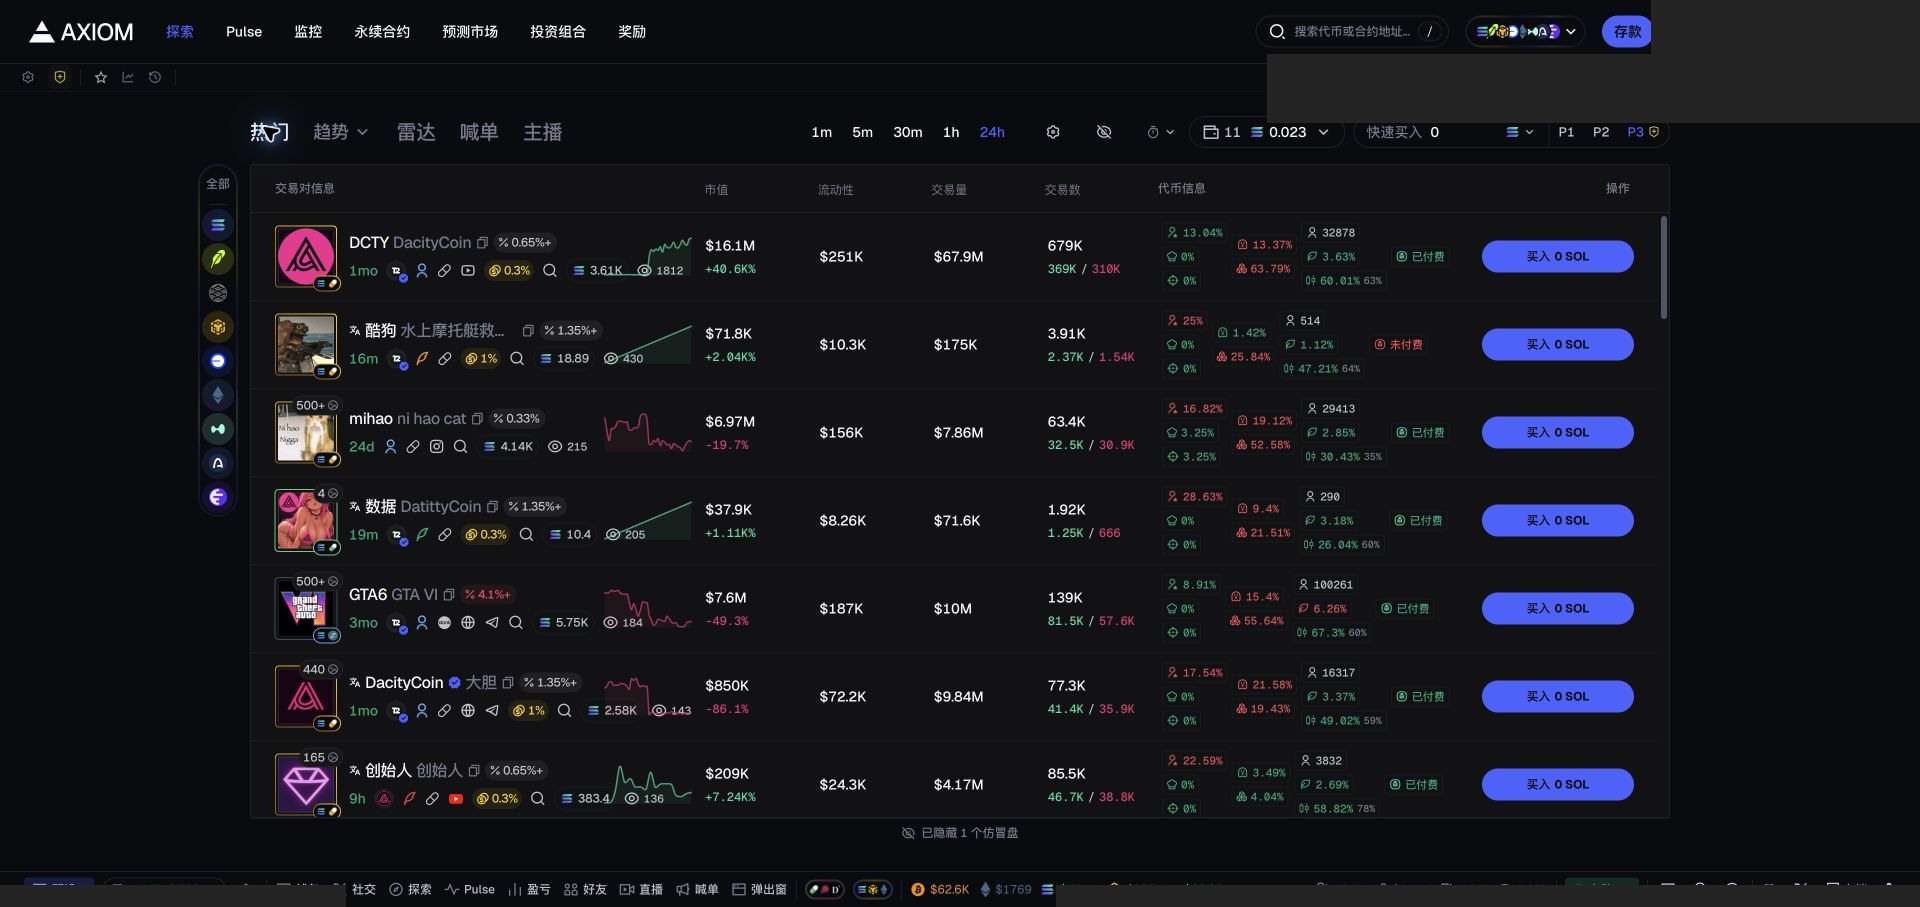 AXIOM 探索 Pulse 监控 永续合约 预测市场 投资组合 奖励 搜索代币或合约地址... / 存款
热门 趋势 雷达 喊单 主播 1m 5m 30m 1h 24h 11 0.023 快速买入 0 P1 P2 P3
全部
交易对信息 市值 流动性 交易量 交易数 代币信息 操作
DCTY DacityCoin 0.65%+
1mo 0.3% 3.61K 1812
$16.1M
+40.6K%
$251K
$67.9M
679K
369K / 310K
13.04%
0%
0%
13.37%
63.79%
32878
3.63%
60.01% 63%
已付费
买入 0 SOL
酷狗 水上摩托艇救... 1.35%+
16m 1% 18.89 430
$71.8K
+2.04K%
$10.3K
$175K
3.91K
2.37K / 1.54K
25%
0%
0%
1.42%
25.84%
514
1.12%
47.21% 64%
未付费
买入 0 SOL
500+
Ni hao
Nigga
mihao ni hao cat 0.33%
24d 4.14K 215
$6.97M
-19.7%
$156K
$7.86M
63.4K
32.5K / 30.9K
16.82%
3.25%
3.25%
19.12%
52.58%
29413
2.85%
30.43% 35%
已付费
买入 0 SOL
4
数据 DatittyCoin 1.35%+
19m 0.3% 10.4 205
$37.9K
+1.11K%
$8.26K
$71.6K
1.92K
1.25K / 666
28.63%
0%
0%
9.4%
21.51%
290
3.18%
26.04% 60%
已付费
买入 0 SOL
500+
grand
theft
auto
GTA6 GTA VI 4.1%+
3mo 5.75K 184
$7.6M
-49.3%
$187K
$10M
139K
81.5K / 57.6K
8.91%
0%
0%
15.4%
55.64%
100261
6.26%
67.3% 60%
已付费
买入 0 SOL
440
DacityCoin 大胆 1.35%+
1mo 1% 2.58K 143
$850K
-86.1%
$72.2K
$9.84M
77.3K
41.4K / 35.9K
17.54%
0%
0%
21.58%
19.43%
16317
3.37%
49.02% 59%
已付费
买入 0 SOL
165
创始人 创始人 0.65%+
9h 0.3% 383.4 136
$209K
+7.24K%
$24.3K
$4.17M
85.5K
46.7K / 38.8K
22.59%
0%
0%
3.49%
4.04%
3832
2.69%
58.82% 78%
已付费
买入 0 SOL
已隐藏 1 个仿冒盘
社交 探索 Pulse 盈亏 好友 直播 喊单 弹出窗 $62.6K $1769